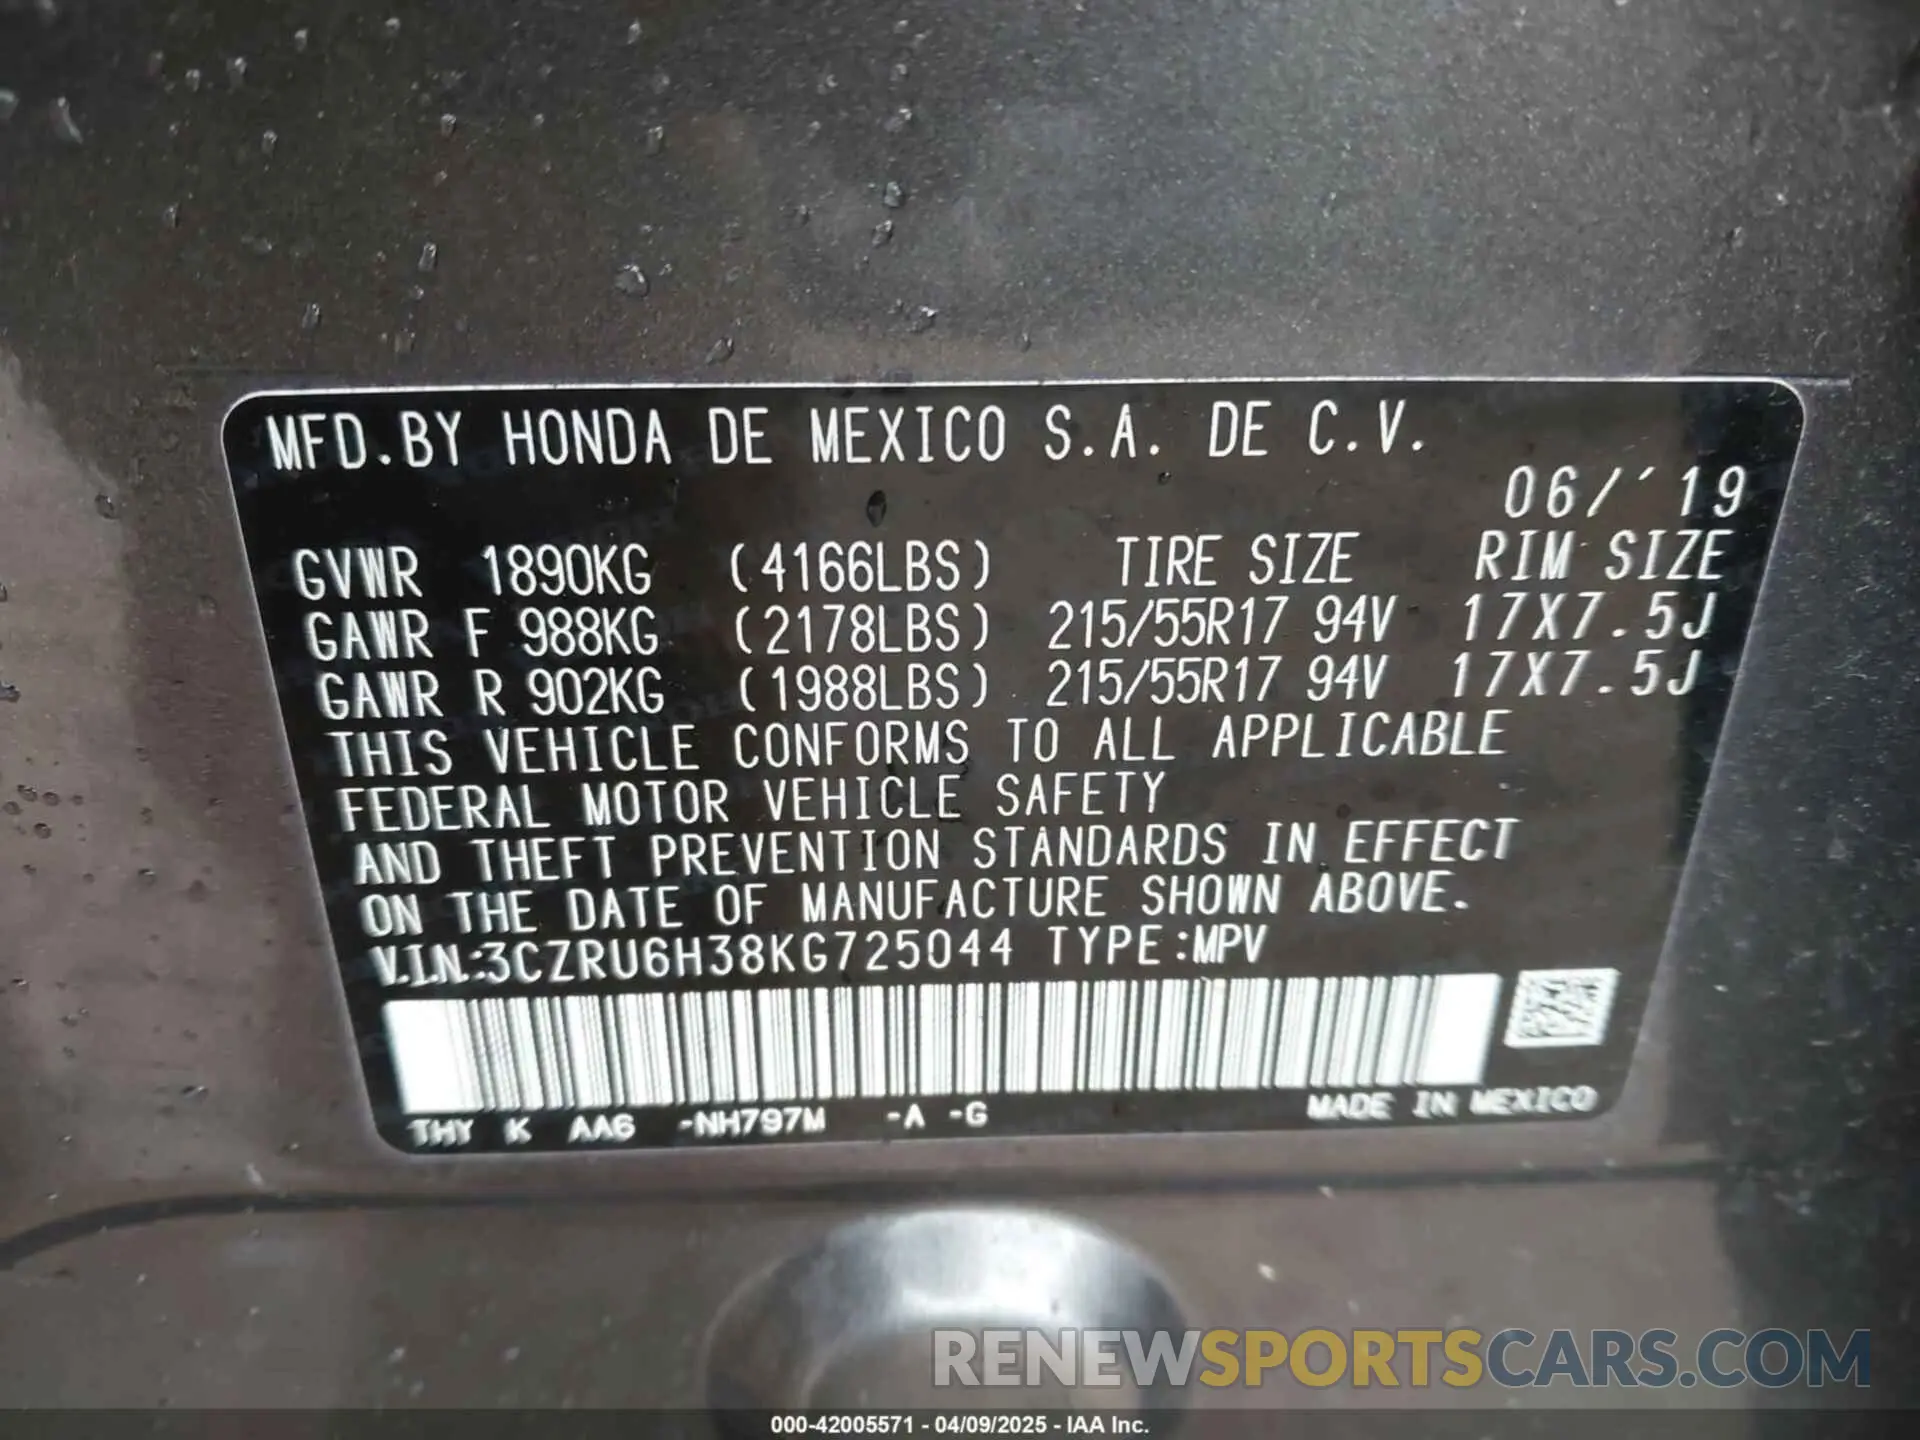 MFD.BY HONDA DE MEXICO S.A. DE C.V.
06/'19
GVWR 1890KG (4166LBS) TIRE SIZE RIM SIZE
GAWR F 988KG (2178LBS) 215/55R17 94V 17X7.5J
GAWR R 902KG (1988LBS) 215/55R17 94V 17X7.5J
THIS VEHICLE CONFORMS TO ALL APPLICABLE
FEDERAL MOTOR VEHICLE SAFETY
AND THEFT PREVENTION STANDARDS IN EFFECT
ON THE DATE OF MANUFACTURE SHOWN ABOVE.
V.I.N.:3CZRU6H38KG725044 TYPE:MPV
THY K AA6 -NH797M -A -G MADE IN MEXICO
RENEWSPORTSCARS.COM
000-42005571 - 04/09/2025 - IAA Inc.